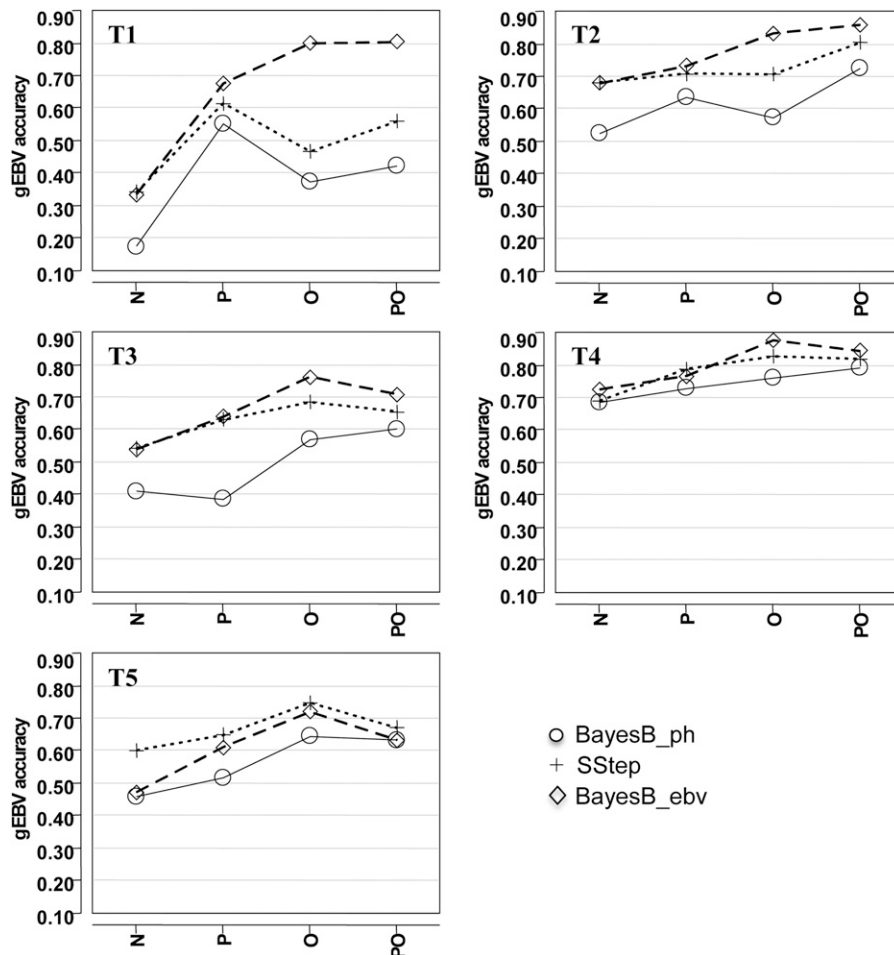 T1
gEBV accuracy
0.90
0.80
0.70
0.60
0.50
0.40
0.30
0.20
0.10
N
P
O
PO
T2
gEBV accuracy
0.90
0.80
0.70
0.60
0.50
0.40
0.30
0.20
0.10
N
P
O
PO
T3
gEBV accuracy
0.90
0.80
0.70
0.60
0.50
0.40
0.30
0.20
0.10
N
P
O
PO
T4
gEBV accuracy
0.90
0.80
0.70
0.60
0.50
0.40
0.30
0.20
0.10
N
P
O
PO
T5
gEBV accuracy
0.90
0.80
0.70
0.60
0.50
0.40
0.30
0.20
0.10
N
P
O
PO
BayesB_ph
SStep
BayesB_ebv